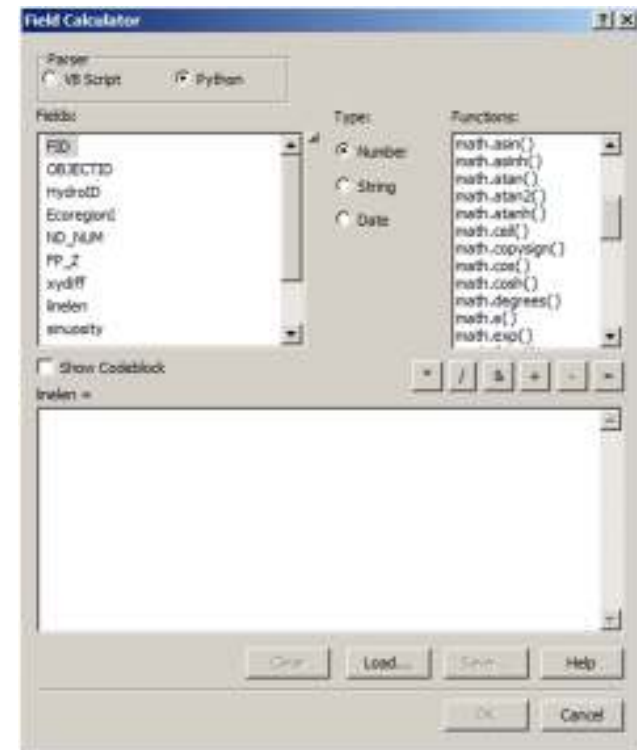 Field Calculator
Parser
VB Script
Python
Fields:
Type:
Functions:
FID
OBJECTID
HydroID
EcoregionI
ND_NUM
PP_Z
xydiff
linelen
sinuosity
Number
String
Date
math.asin()
math.asinh()
math.atan()
math.atan2()
math.atanh()
math.ceil()
math.copysign()
math.cos()
math.cosh()
math.degrees()
math.e()
math.exp()
Show Codeblock
* / & + - =
linelen =
Clear
Load...
Save...
Help
OK
Cancel